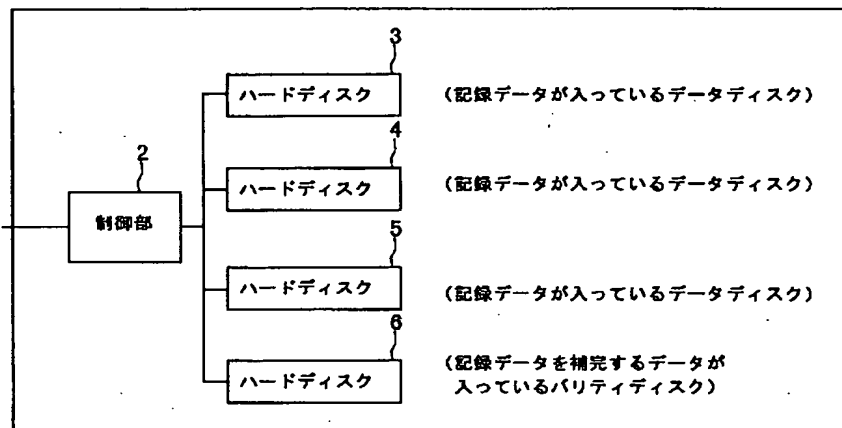 3
ハードディスク (記録データが入っているデータディスク)
4
ハードディスク (記録データが入っているデータディスク)
2
制御部
5
ハードディスク (記録データが入っているデータディスク)
6
ハードディスク (記録データを補完するデータが
入っているパリティディスク)